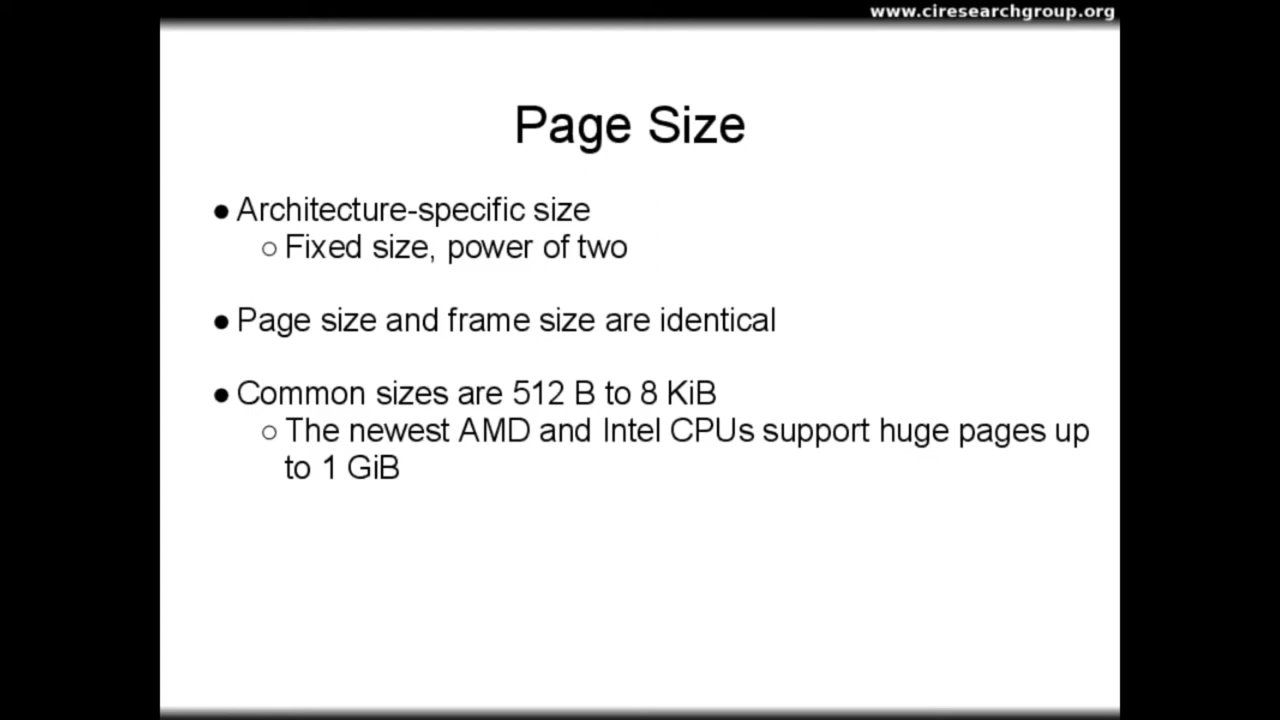 www.ciresearchgroup.org
Page Size
● Architecture-specific size
○ Fixed size, power of two
● Page size and frame size are identical
● Common sizes are 512 B to 8 KiB
○ The newest AMD and Intel CPUs support huge pages up
to 1 GiB